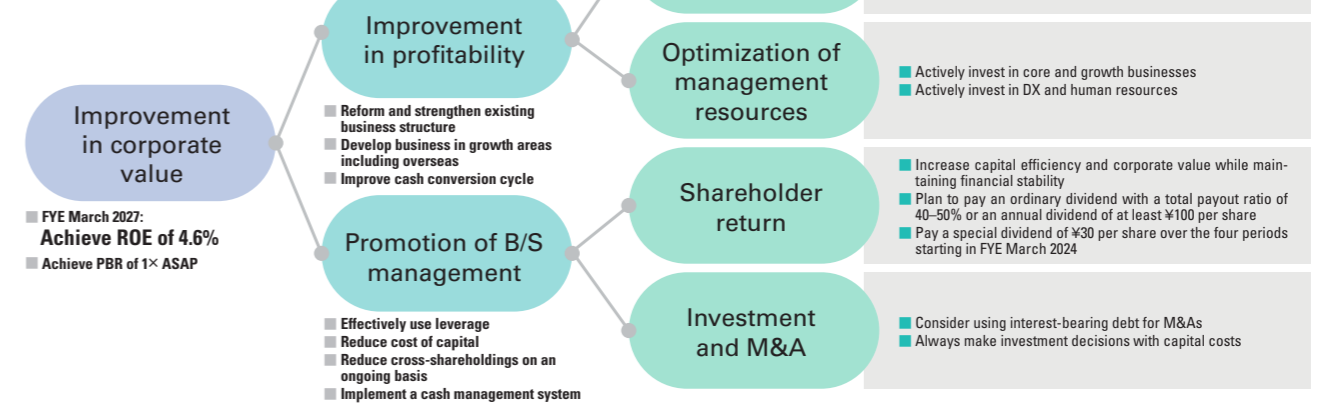 Improvement
in corporate
value
FYE March 2027:
Achieve ROE of 4.6%
Achieve PBR of 1× ASAP
Improvement
in profitability
Reform and strengthen existing
business structure
Develop business in growth areas
including overseas
Improve cash conversion cycle
Promotion of B/S
management
Effectively use leverage
Reduce cost of capital
Reduce cross-shareholdings on an
ongoing basis
Implement a cash management system
Optimization of
management
resources
Actively invest in core and growth businesses
Actively invest in DX and human resources
Shareholder
return
Increase capital efficiency and corporate value while main-
taining financial stability
Plan to pay an ordinary dividend with a total payout ratio of
40–50% or an annual dividend of at least ¥100 per share
Pay a special dividend of ¥30 per share over the four periods
starting in FYE March 2024
Investment
and M&A
Consider using interest-bearing debt for M&As
Always make investment decisions with capital costs